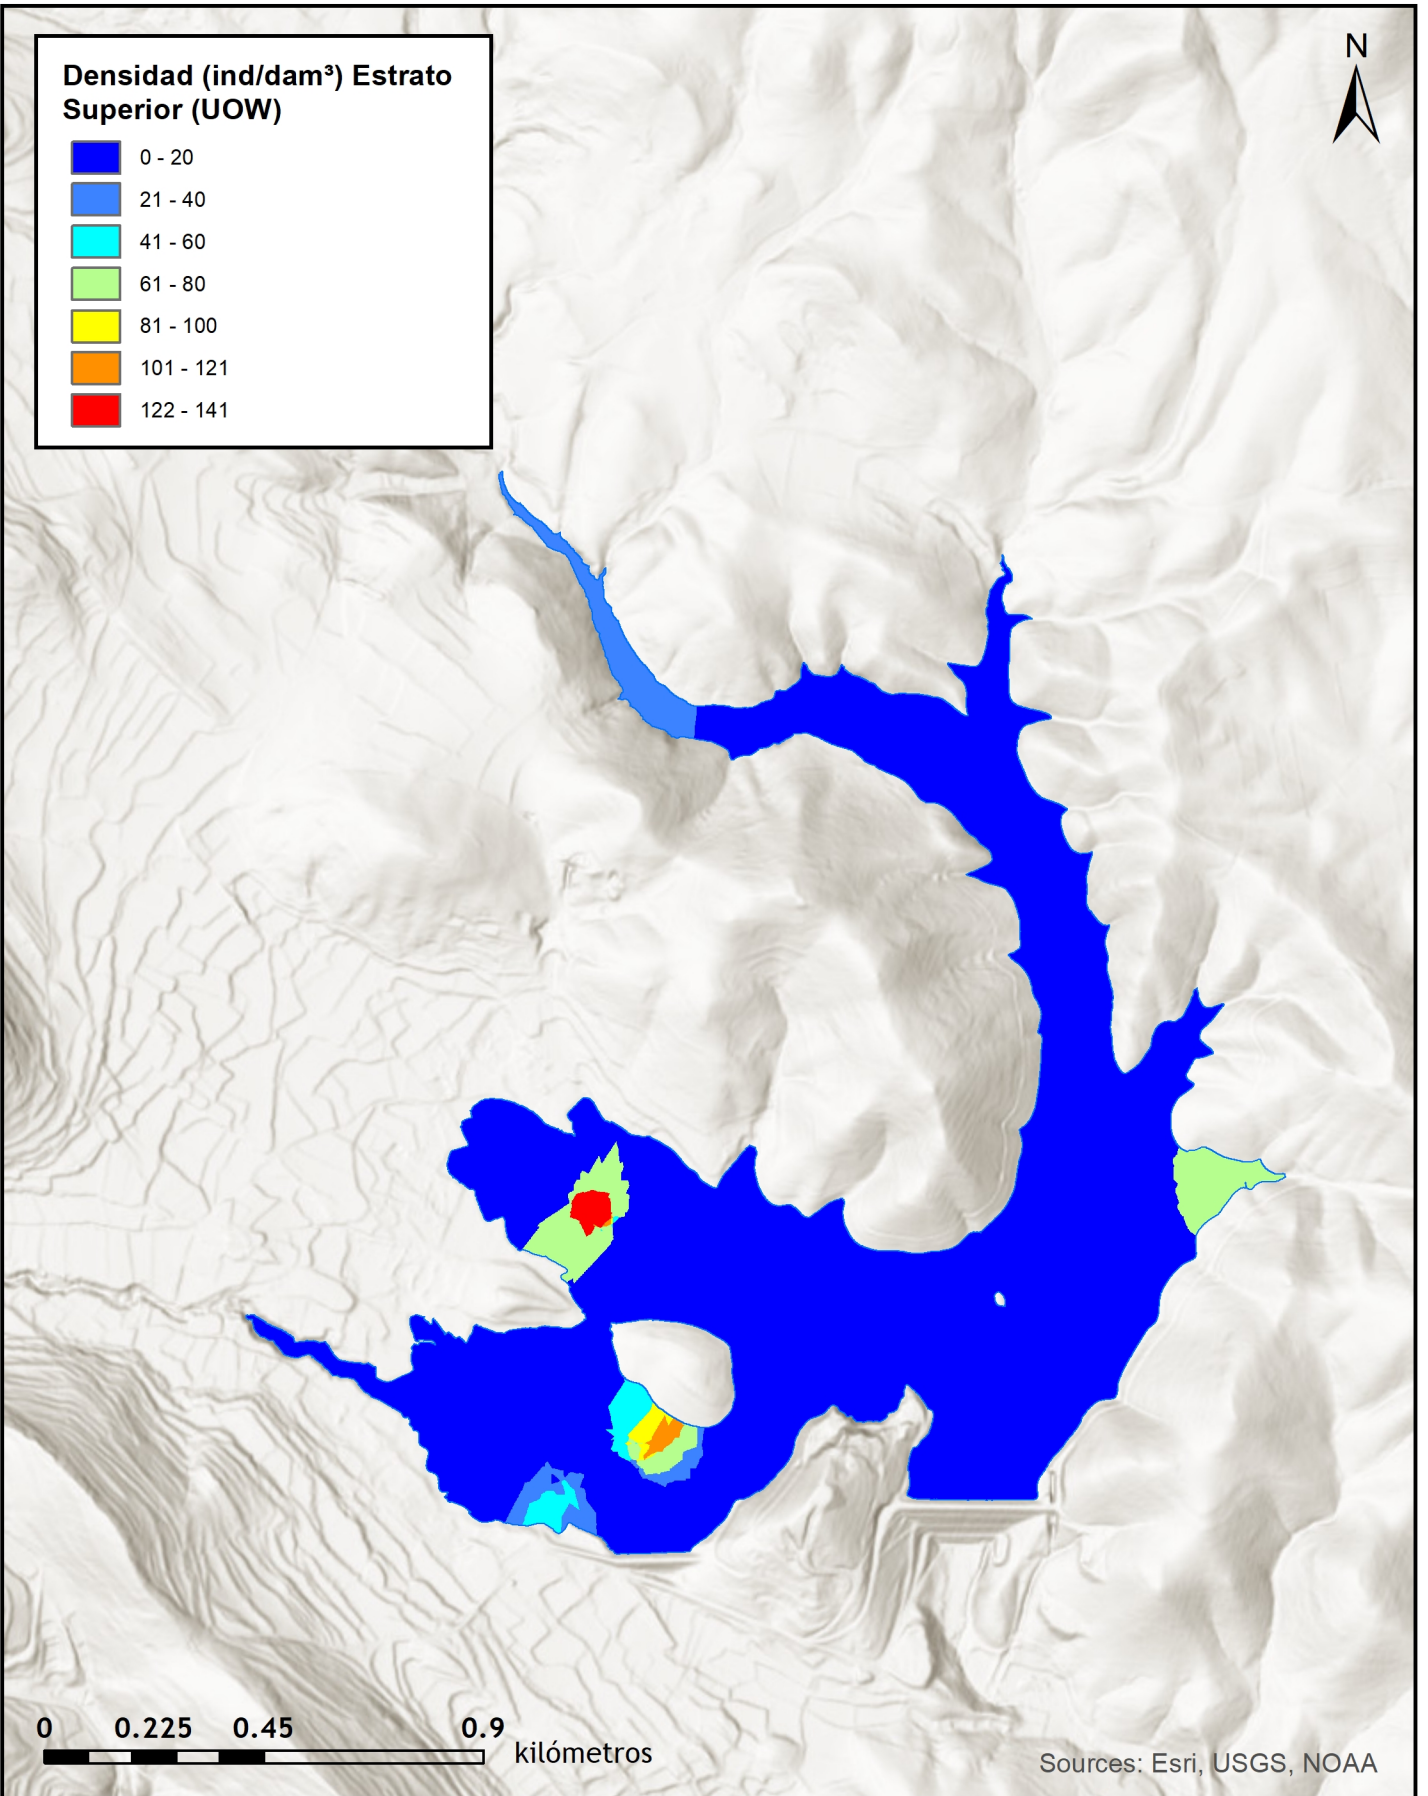 Densidad (ind/dam³) Estrato
Superior (UOW)
0 - 20
21 - 40
41 - 60
61 - 80
81 - 100
101 - 121
122 - 141
N
0 0.225 0.45 0.9
kilómetros
Sources: Esri, USGS, NOAA